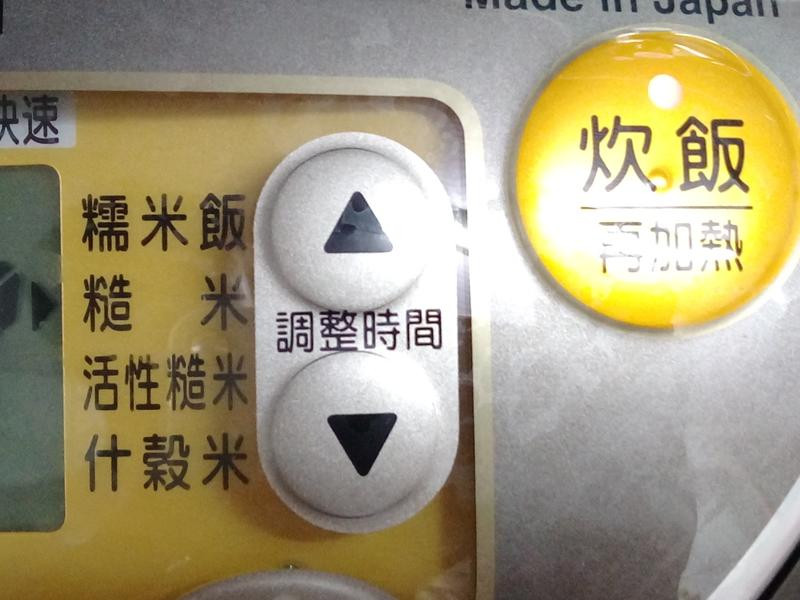 Made in Japan
快速
糯米飯
糙米
活性糙米
什穀米
調整時間
炊飯
再加熱